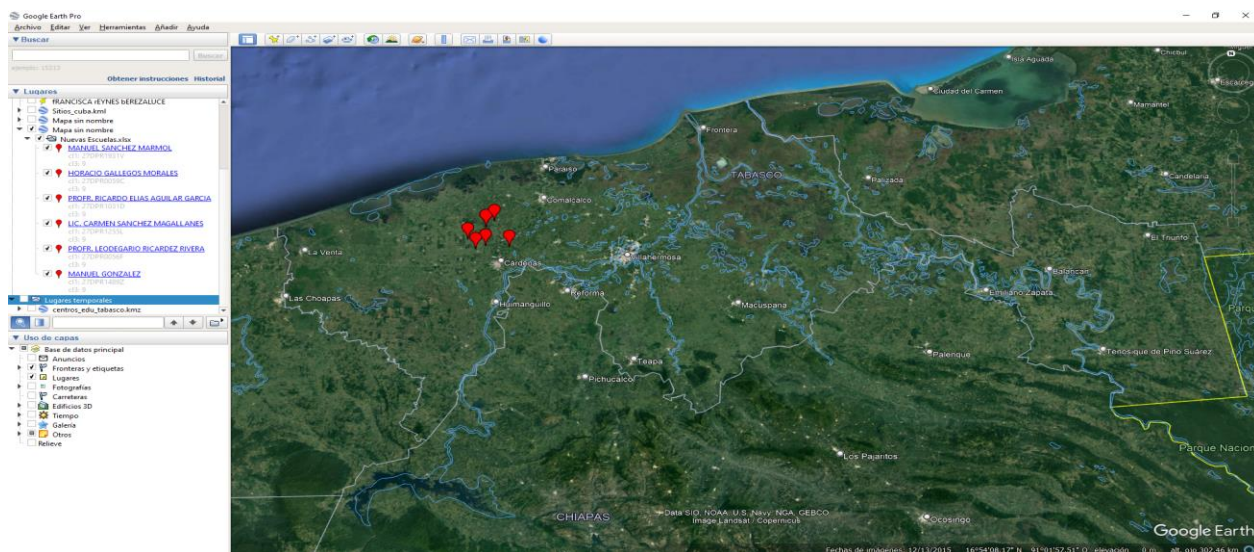 Google Earth Pro
Archivo Editar Ver Herramientas Añadir Ayuda
Buscar
Buscar
Obtener instrucciones Historial
Lugares
fRANCISCA rEYNES bEREZALUCE
Sitios_cuba.kml
Mapa sin nombre
Mapa sin nombre
Nuevas Escuelas.xlsx
MANUEL SANCHEZ MARMOL
HORACIO GALLEGOS MORALES
PROFR. RICARDO ELIAS AGUILAR GARCIA
LIC. CARMEN SANCHEZ MAGALLANES
PROFR. LEODEGARIO RICARDEZ RIVERA
MANUEL GONZALEZ
Lugares temporales
centros_edu_tabasco.kmz
Uso de capas
Base de datos principal
Anuncios
Fronteras y etiquetas
Lugares
Fotografías
Carreteras
Edificios 3D
Tiempo
Galería
Otros
Relieve
Isla Aguada
Chicbul
Ciudad del Carmen
Mamantel
Frontera
Paraíso
TABASCO
Palizada
Candelaria
Comalcalco
La Venta
El Triunfo
Cárdenas
Villahermosa
Balancán
Las Choapas
Huimanguillo
Reforma
Macuspana
Emiliano Zapata
Teapa
Palenque
Tenosique de Pino Suárez
Pichucalco
Parque Nacion
Los Pajaritos
CHIAPAS
Data SIO, NOAA, U.S. Navy, NGA, GEBCO
Image Landsat / Copernicus
Ocosingo
Google Earth
Fechas de imágenes: 12/13/2015 16°54'08.17" N 91°01'57.51" O elevación 0 m alt. ojo 302.46 km